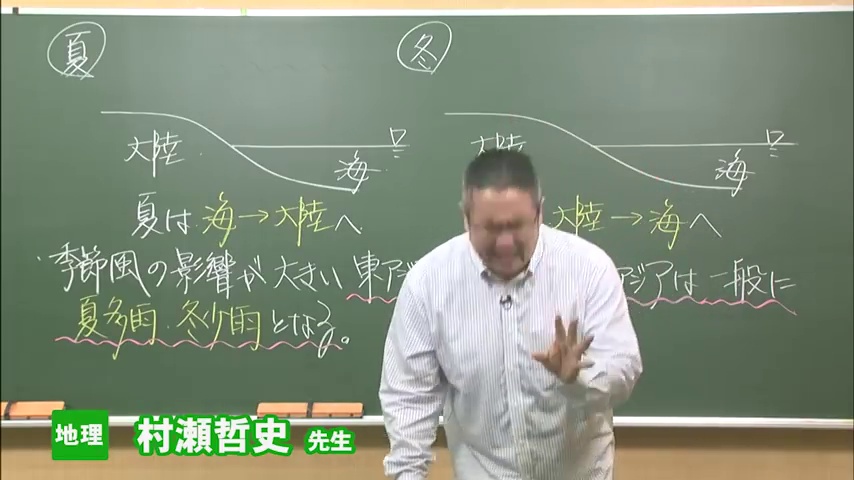 夏
冬
大陸
海
大陸
海
夏は 海→大陸へ
大陸→海へ
季節風の影響が大きい 東アジ
アジアは一般に
夏多雨・冬少雨となる。
地理 村瀬哲史 先生